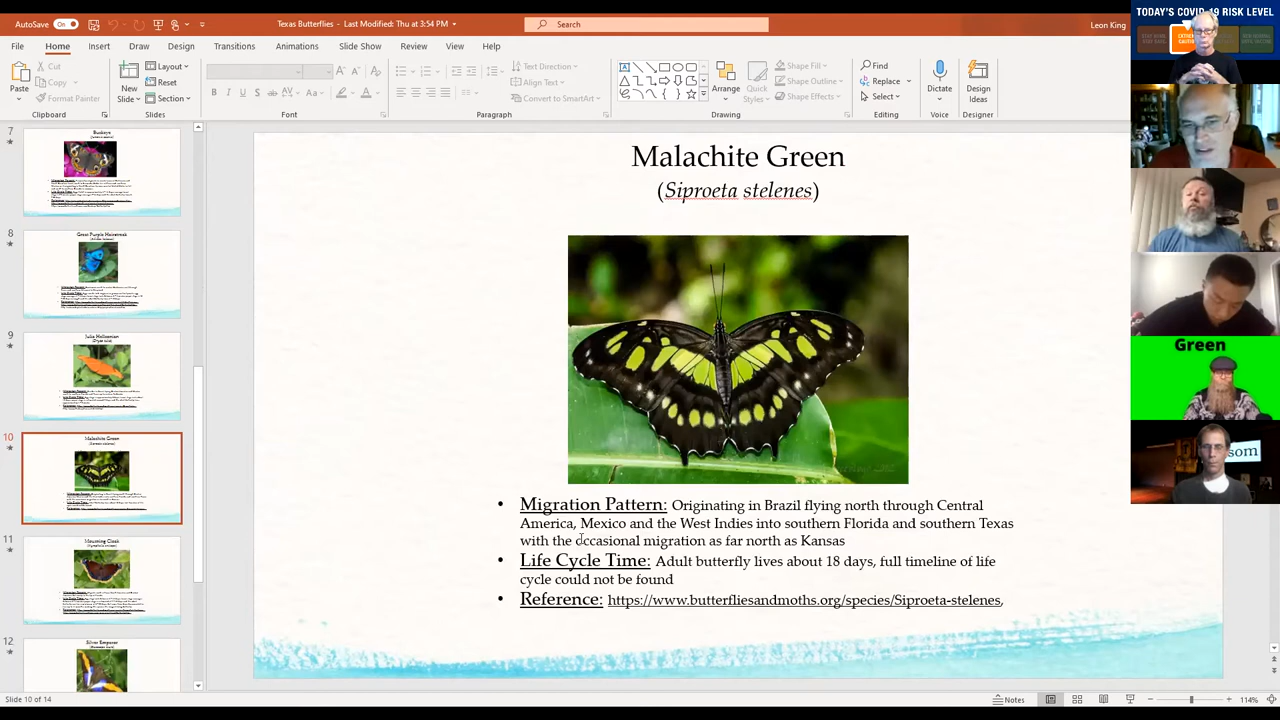 AutoSave
On
Texas Butterflies - Last Modified: Thu at 3:54 PM
Search
Leon King
TODAY'S COVID-19 RISK LEVEL
File Home Insert Draw Design Transitions Animations Slide Show Review View Help
Paste
Cut
Copy
Format Painter
Clipboard
New
Slide
Layout
Reset
Section
Slides
Font
Text Direction
Align Text
Convert to SmartArt
Paragraph
Arrange
Quick
Styles
Shape Fill
Shape Outline
Shape Effects
Drawing
Find
Replace
Select
Editing
Dictate
Voice
Design
Ideas
Designer
7
Buckeye
8
Great Purple Hairstreak
9
10
Malachite Green
11
Mourning Cloak
12
Silver Emperor
Malachite Green
(Siproeta stelenes)
• Migration Pattern: Originating in Brazil flying north through Central
America, Mexico and the West Indies into southern Florida and southern Texas
with the occasional migration as far north as Kansas
• Life Cycle Time: Adult butterfly lives about 18 days, full timeline of life
cycle could not be found
• Reference: https://www.butterfliesandmoths.org/species/Siproeta-stelenes,
Green
som
Slide 10 of 14
Notes
114%